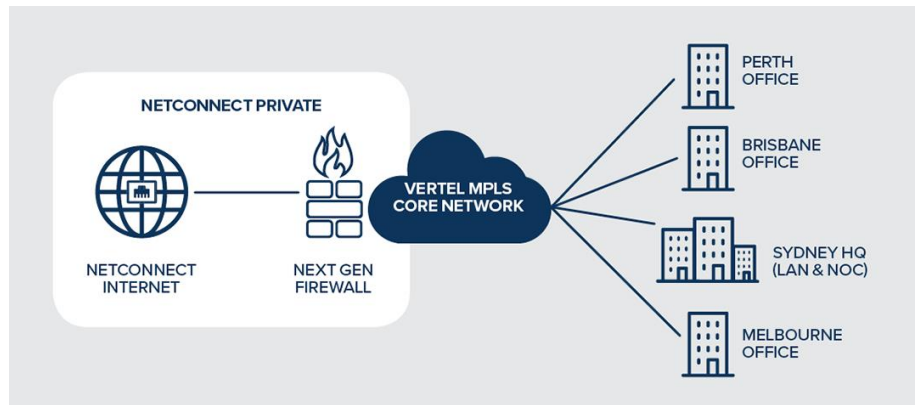 NETCONNECT PRIVATE
NETCONNECT
INTERNET
NEXT GEN
FIREWALL
VERTEL MPLS
CORE NETWORK
PERTH
OFFICE
BRISBANE
OFFICE
SYDNEY HQ
(LAN & NOC)
MELBOURNE
OFFICE